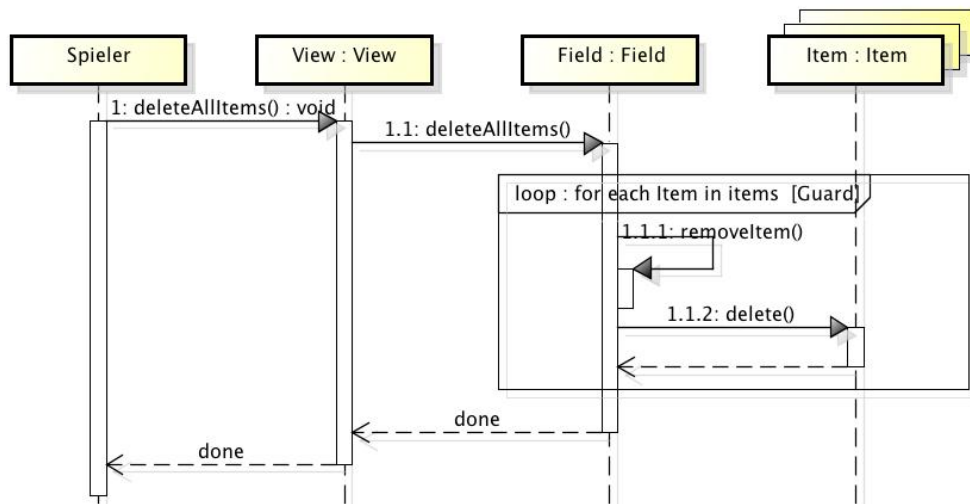 Spieler
View : View
Field : Field
Item : Item
1: deleteAllItems() : void
1.1: deleteAllItems()
loop : for each Item in items [Guard]
1.1.1: removeItem()
1.1.2: delete()
done
done